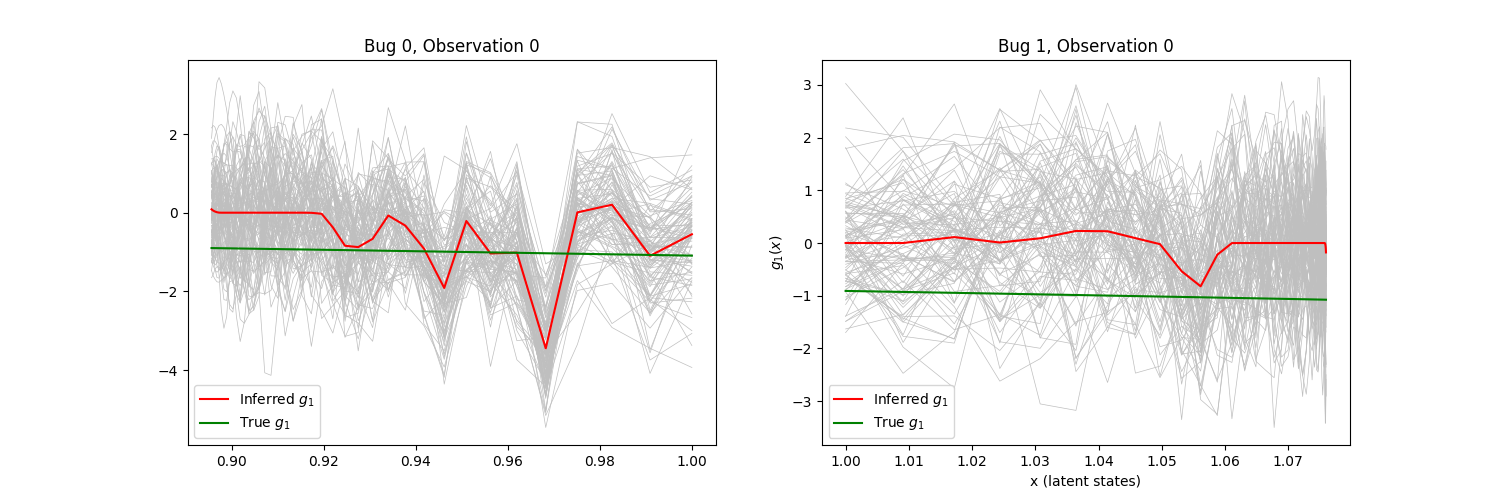 Bug 0, Observation 0
2
0
−2
−4
Inferred g₁
True g₁
0.90 0.92 0.94 0.96 0.98 1.00
Bug 1, Observation 0
3
2
1
0
−1
−2
−3
g₁(x)
Inferred g₁
True g₁
1.00 1.01 1.02 1.03 1.04 1.05 1.06 1.07
x (latent states)